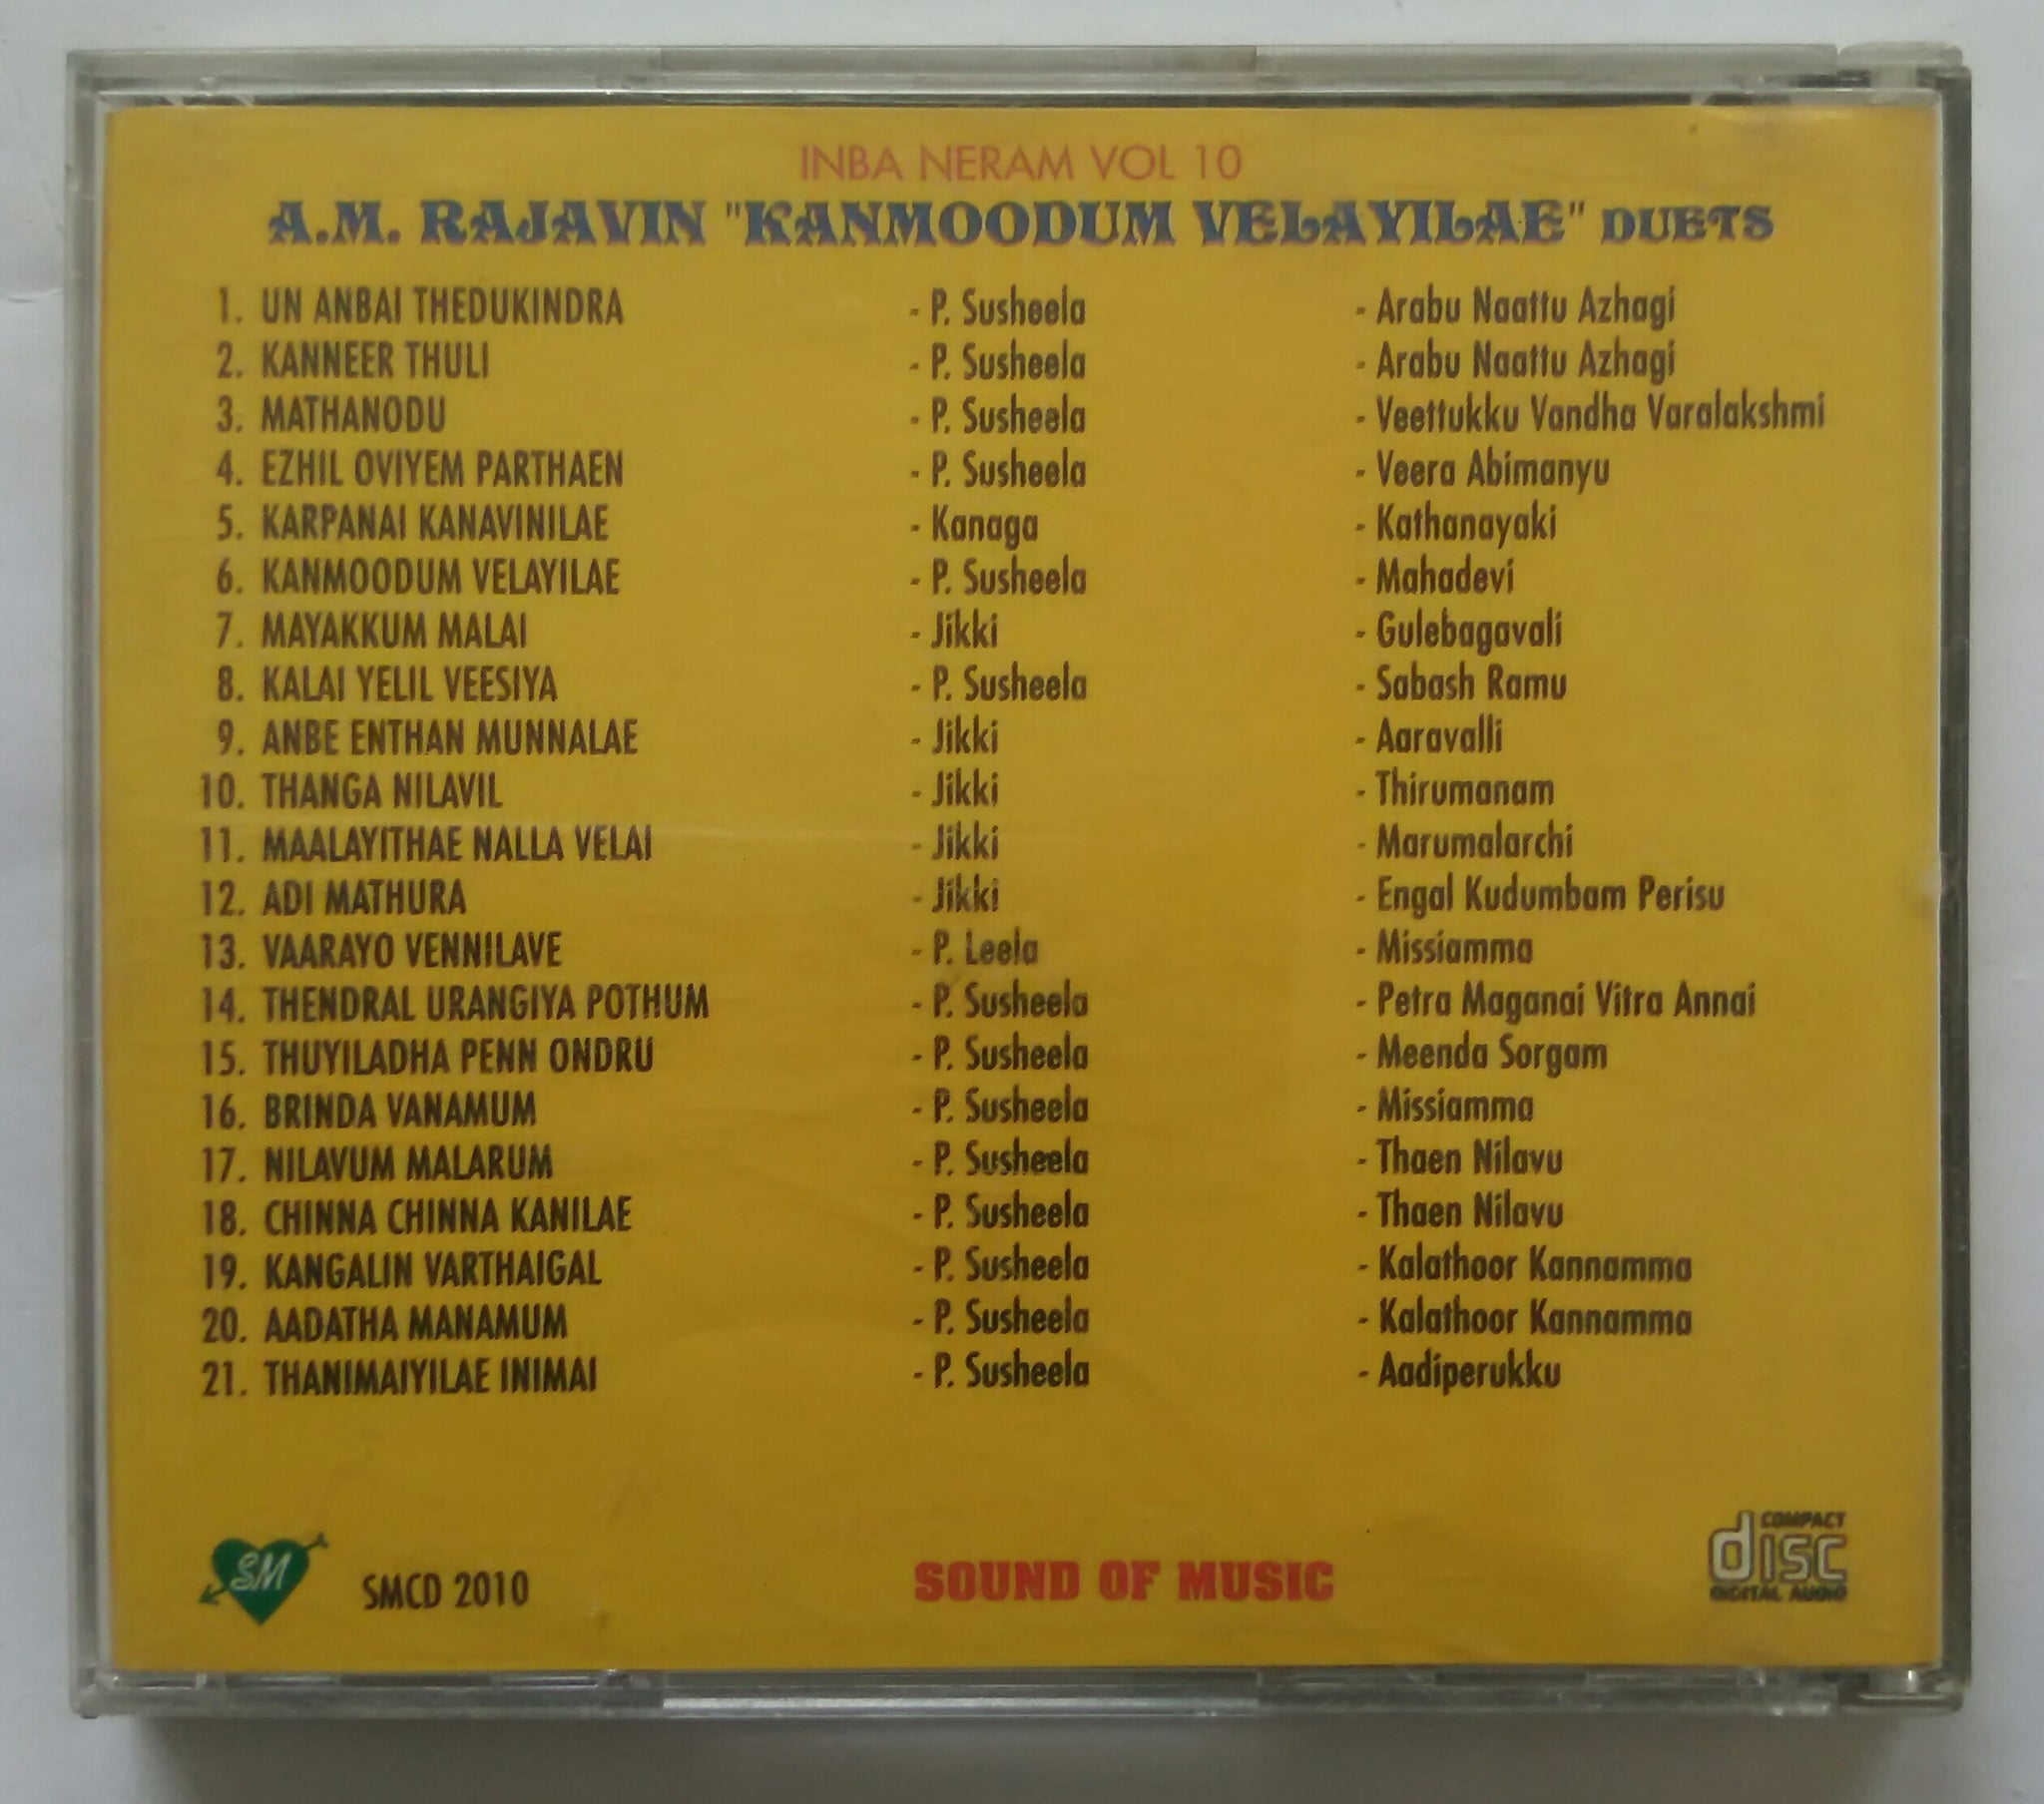 INBA NERAM VOL 10
A.M. RAJAVIN "KANMOODUM VELAYILAE" DUETS
1. UN ANBAI THEDUKINDRA - P. Susheela - Arabu Naattu Azhagi
2. KANNEER THULI - P. Susheela - Arabu Naattu Azhagi
3. MATHANODU - P. Susheela - Veettukku Vandha Varalakshmi
4. EZHIL OVIYEM PARTHAEN - P. Susheela - Veera Abimanyu
5. KARPANAI KANAVINILAE - Kanaga - Kathanayaki
6. KANMOODUM VELAYILAE - P. Susheela - Mahadevi
7. MAYAKKUM MALAI - Jikki - Gulebagavali
8. KALAI YELIL VEESIYA - P. Susheela - Sabash Ramu
9. ANBE ENTHAN MUNNALAE - Jikki - Aaravalli
10. THANGA NILAVIL - Jikki - Thirumanam
11. MAALAYITHAE NALLA VELAI - Jikki - Marumalarchi
12. ADI MATHURA - Jikki - Engal Kudumbam Perisu
13. VAARAYO VENNILAVE - P. Leela - Missiamma
14. THENDRAL URANGIYA POTHUM - P. Susheela - Petra Maganai Vitra Annai
15. THUYILADHA PENN ONDRU - P. Susheela - Meenda Sorgam
16. BRINDA VANAMUM - P. Susheela - Missiamma
17. NILAVUM MALARUM - P. Susheela - Thaen Nilavu
18. CHINNA CHINNA KANILAE - P. Susheela - Thaen Nilavu
19. KANGALIN VARTHAIGAL - P. Susheela - Kalathoor Kannamma
20. AADATHA MANAMUM - P. Susheela - Kalathoor Kannamma
21. THANIMAIYILAE INIMAI - P. Susheela - Aadiperukku
SM SMCD 2010 SOUND OF MUSIC
COMPACT
disc
DIGITAL AUDIO